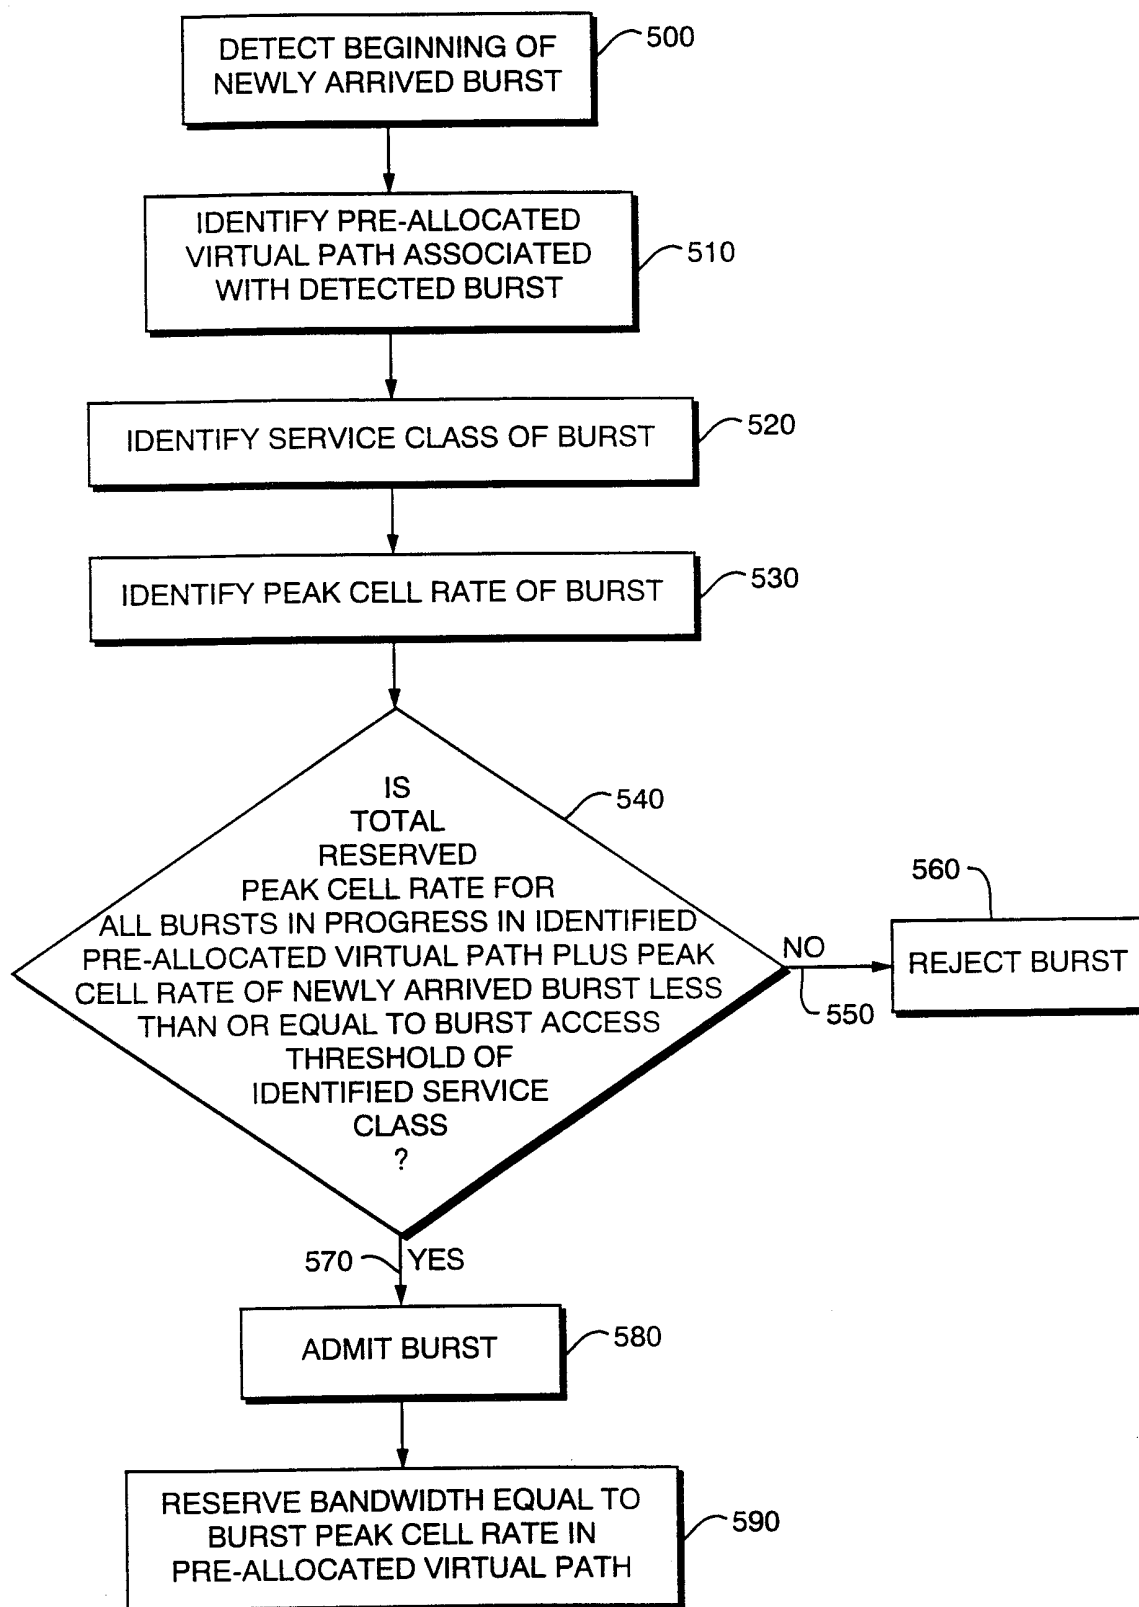 DETECT BEGINNING OF
NEWLY ARRIVED BURST
500
IDENTIFY PRE-ALLOCATED
VIRTUAL PATH ASSOCIATED
WITH DETECTED BURST
510
IDENTIFY SERVICE CLASS OF BURST
520
IDENTIFY PEAK CELL RATE OF BURST
530
IS
TOTAL
RESERVED
PEAK CELL RATE FOR
ALL BURSTS IN PROGRESS IN IDENTIFIED
PRE-ALLOCATED VIRTUAL PATH PLUS PEAK
CELL RATE OF NEWLY ARRIVED BURST LESS
THAN OR EQUAL TO BURST ACCESS
THRESHOLD OF
IDENTIFIED SERVICE
CLASS
?
540
NO
550
560
REJECT BURST
570
YES
ADMIT BURST
580
RESERVE BANDWIDTH EQUAL TO
BURST PEAK CELL RATE IN
PRE-ALLOCATED VIRTUAL PATH
590